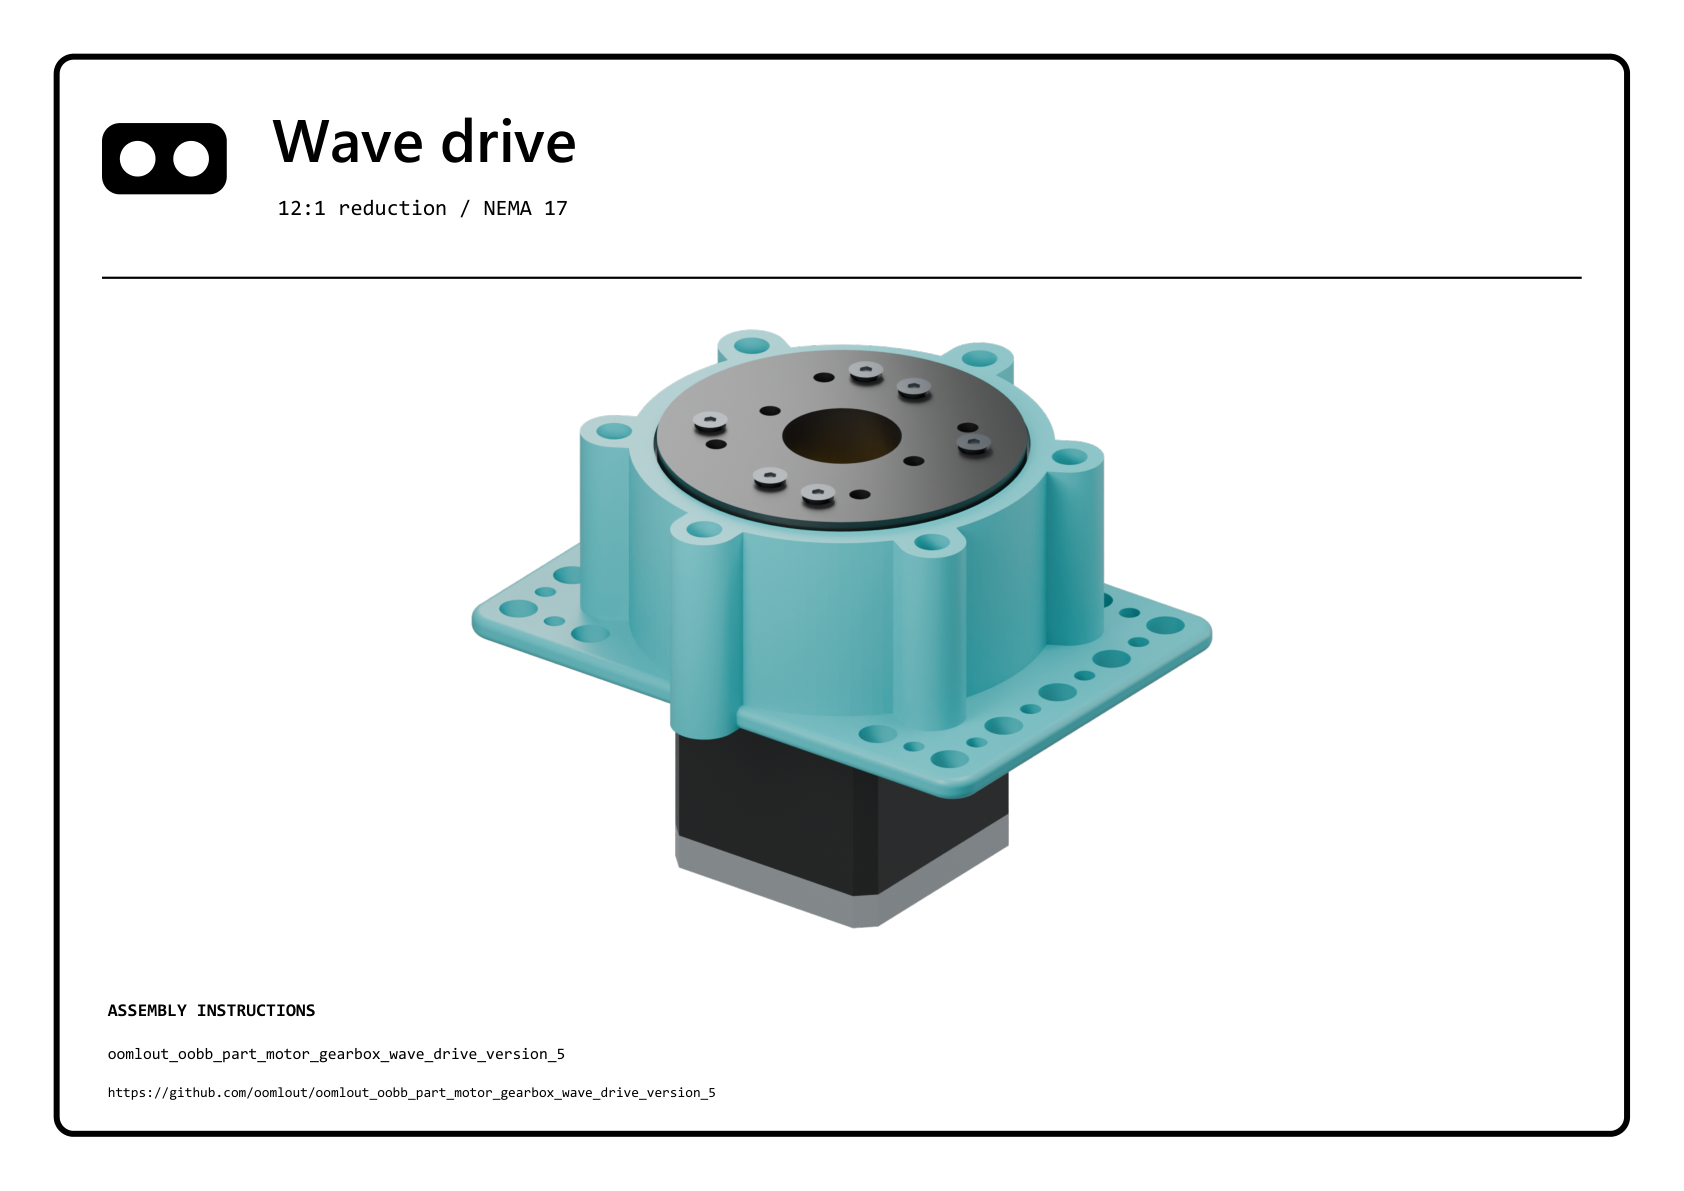 Wave drive
12:1 reduction / NEMA 17
ASSEMBLY INSTRUCTIONS
oomlout_oobb_part_motor_gearbox_wave_drive_version_5
https://github.com/oomlout/oomlout_oobb_part_motor_gearbox_wave_drive_version_5